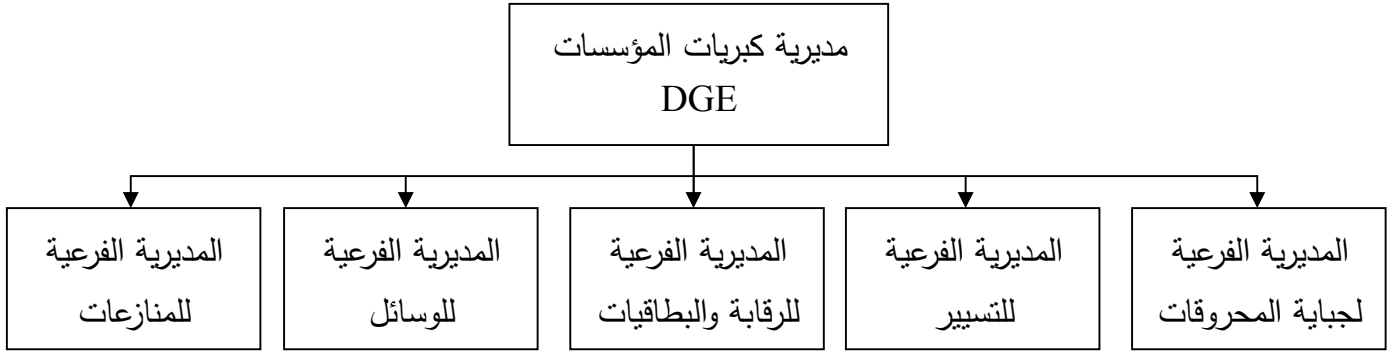 مديرية كبريات المؤسسات
DGE
المديرية الفرعية
لجباية المحروقات
المديرية الفرعية
للتسيير
المديرية الفرعية
للرقابة والبطاقيات
المديرية الفرعية
للوسائل
المديرية الفرعية
للمنازعات